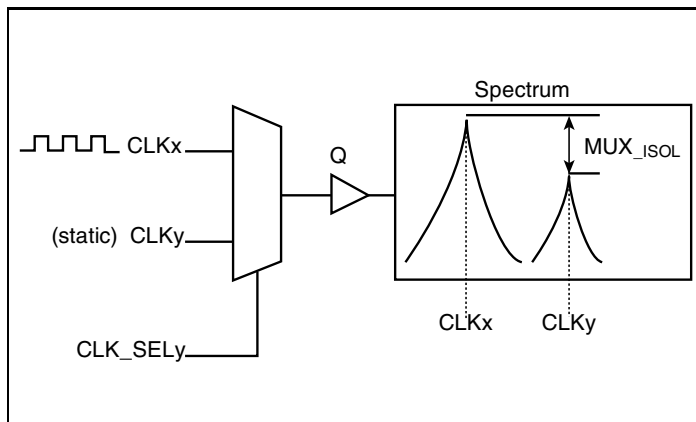 Spectrum
CLKx
Q
MUX_ISOL
(static) CLKy
CLKx
CLKy
CLK_SELy